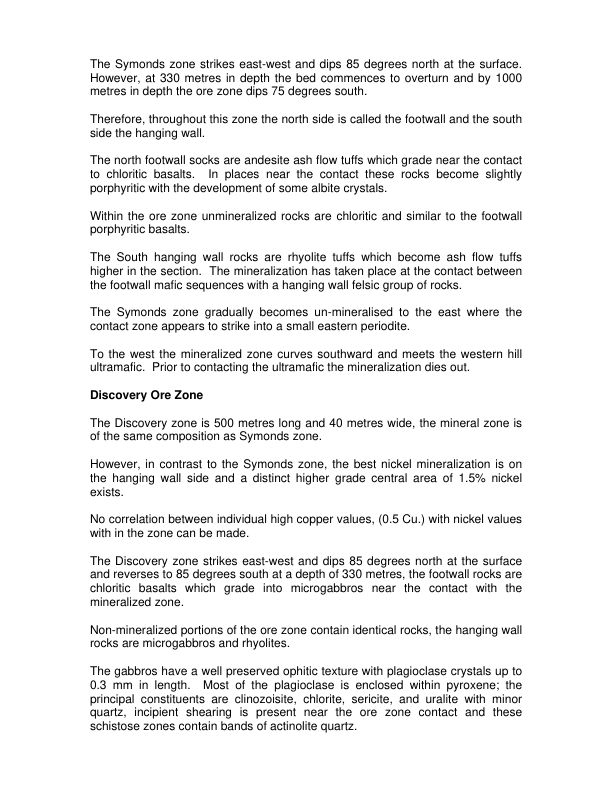 The Symonds zone strikes east-west and dips 85 degrees north at the surface.
However, at 330 metres in depth the bed commences to overturn and by 1000
metres in depth the ore zone dips 75 degrees south.
Therefore, throughout this zone the north side is called the footwall and the south
side the hanging wall.
The north footwall socks are andesite ash flow tuffs which grade near the contact
to chloritic basalts. In places near the contact these rocks become slightly
porphyritic with the development of some albite crystals.
Within the ore zone unmineralized rocks are chloritic and similar to the footwall
porphyritic basalts.
The South hanging wall rocks are rhyolite tuffs which become ash flow tuffs
higher in the section. The mineralization has taken place at the contact between
the footwall mafic sequences with a hanging wall felsic group of rocks.
The Symonds zone gradually becomes un-mineralised to the east where the
contact zone appears to strike into a small eastern periodite.
To the west the mineralized zone curves southward and meets the western hill
ultramafic. Prior to contacting the ultramafic the mineralization dies out.
Discovery Ore Zone
The Discovery zone is 500 metres long and 40 metres wide, the mineral zone is
of the same composition as Symonds zone.
However, in contrast to the Symonds zone, the best nickel mineralization is on
the hanging wall side and a distinct higher grade central area of 1.5% nickel
exists.
No correlation between individual high copper values, (0.5 Cu.) with nickel values
with in the zone can be made.
The Discovery zone strikes east-west and dips 85 degrees north at the surface
and reverses to 85 degrees south at a depth of 330 metres, the footwall rocks are
chloritic basalts which grade into microgabbros near the contact with the
mineralized zone.
Non-mineralized portions of the ore zone contain identical rocks, the hanging wall
rocks are microgabbros and rhyolites.
The gabbros have a well preserved ophitic texture with plagioclase crystals up to
0.3 mm in length. Most of the plagioclase is enclosed within pyroxene; the
principal constituents are clinozoisite, chlorite, sericite, and uralite with minor
quartz, incipient shearing is present near the ore zone contact and these
schistose zones contain bands of actinolite quartz.